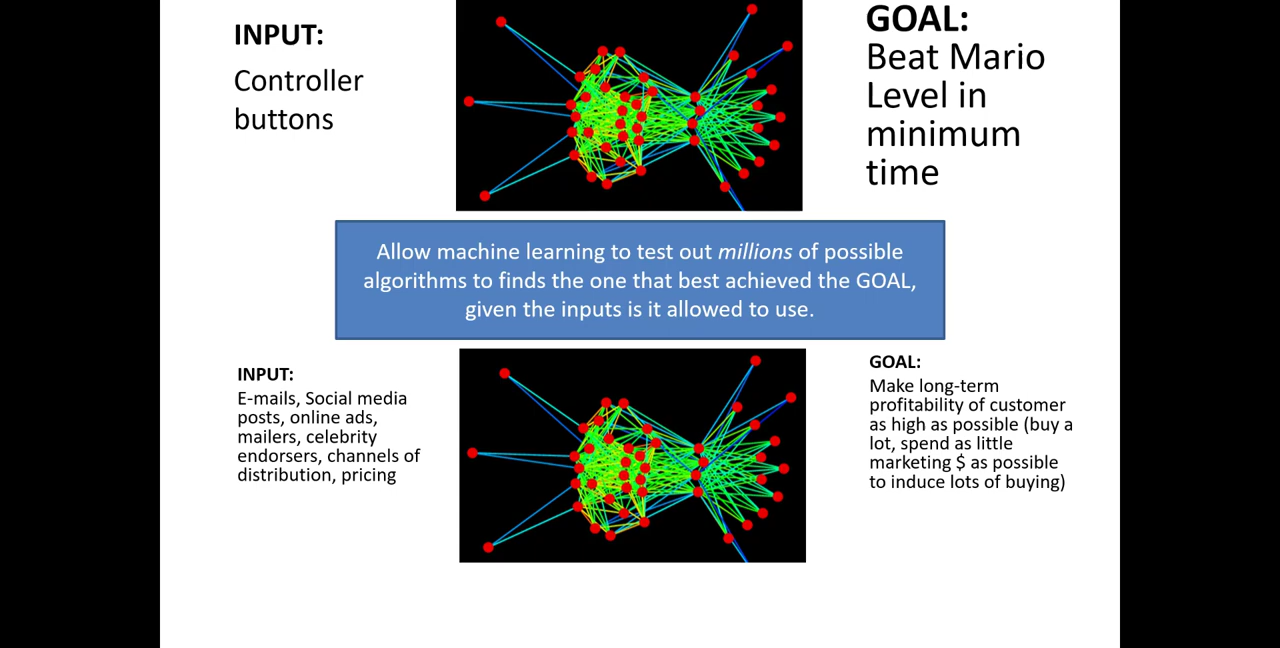 INPUT:
Controller
buttons
GOAL:
Beat Mario
Level in
minimum
time
Allow machine learning to test out millions of possible
algorithms to finds the one that best achieved the GOAL,
given the inputs is it allowed to use.
INPUT:
E-mails, Social media
posts, online ads,
mailers, celebrity
endorsers, channels of
distribution, pricing
GOAL:
Make long-term
profitability of customer
as high as possible (buy a
lot, spend as little
marketing $ as possible
to induce lots of buying)